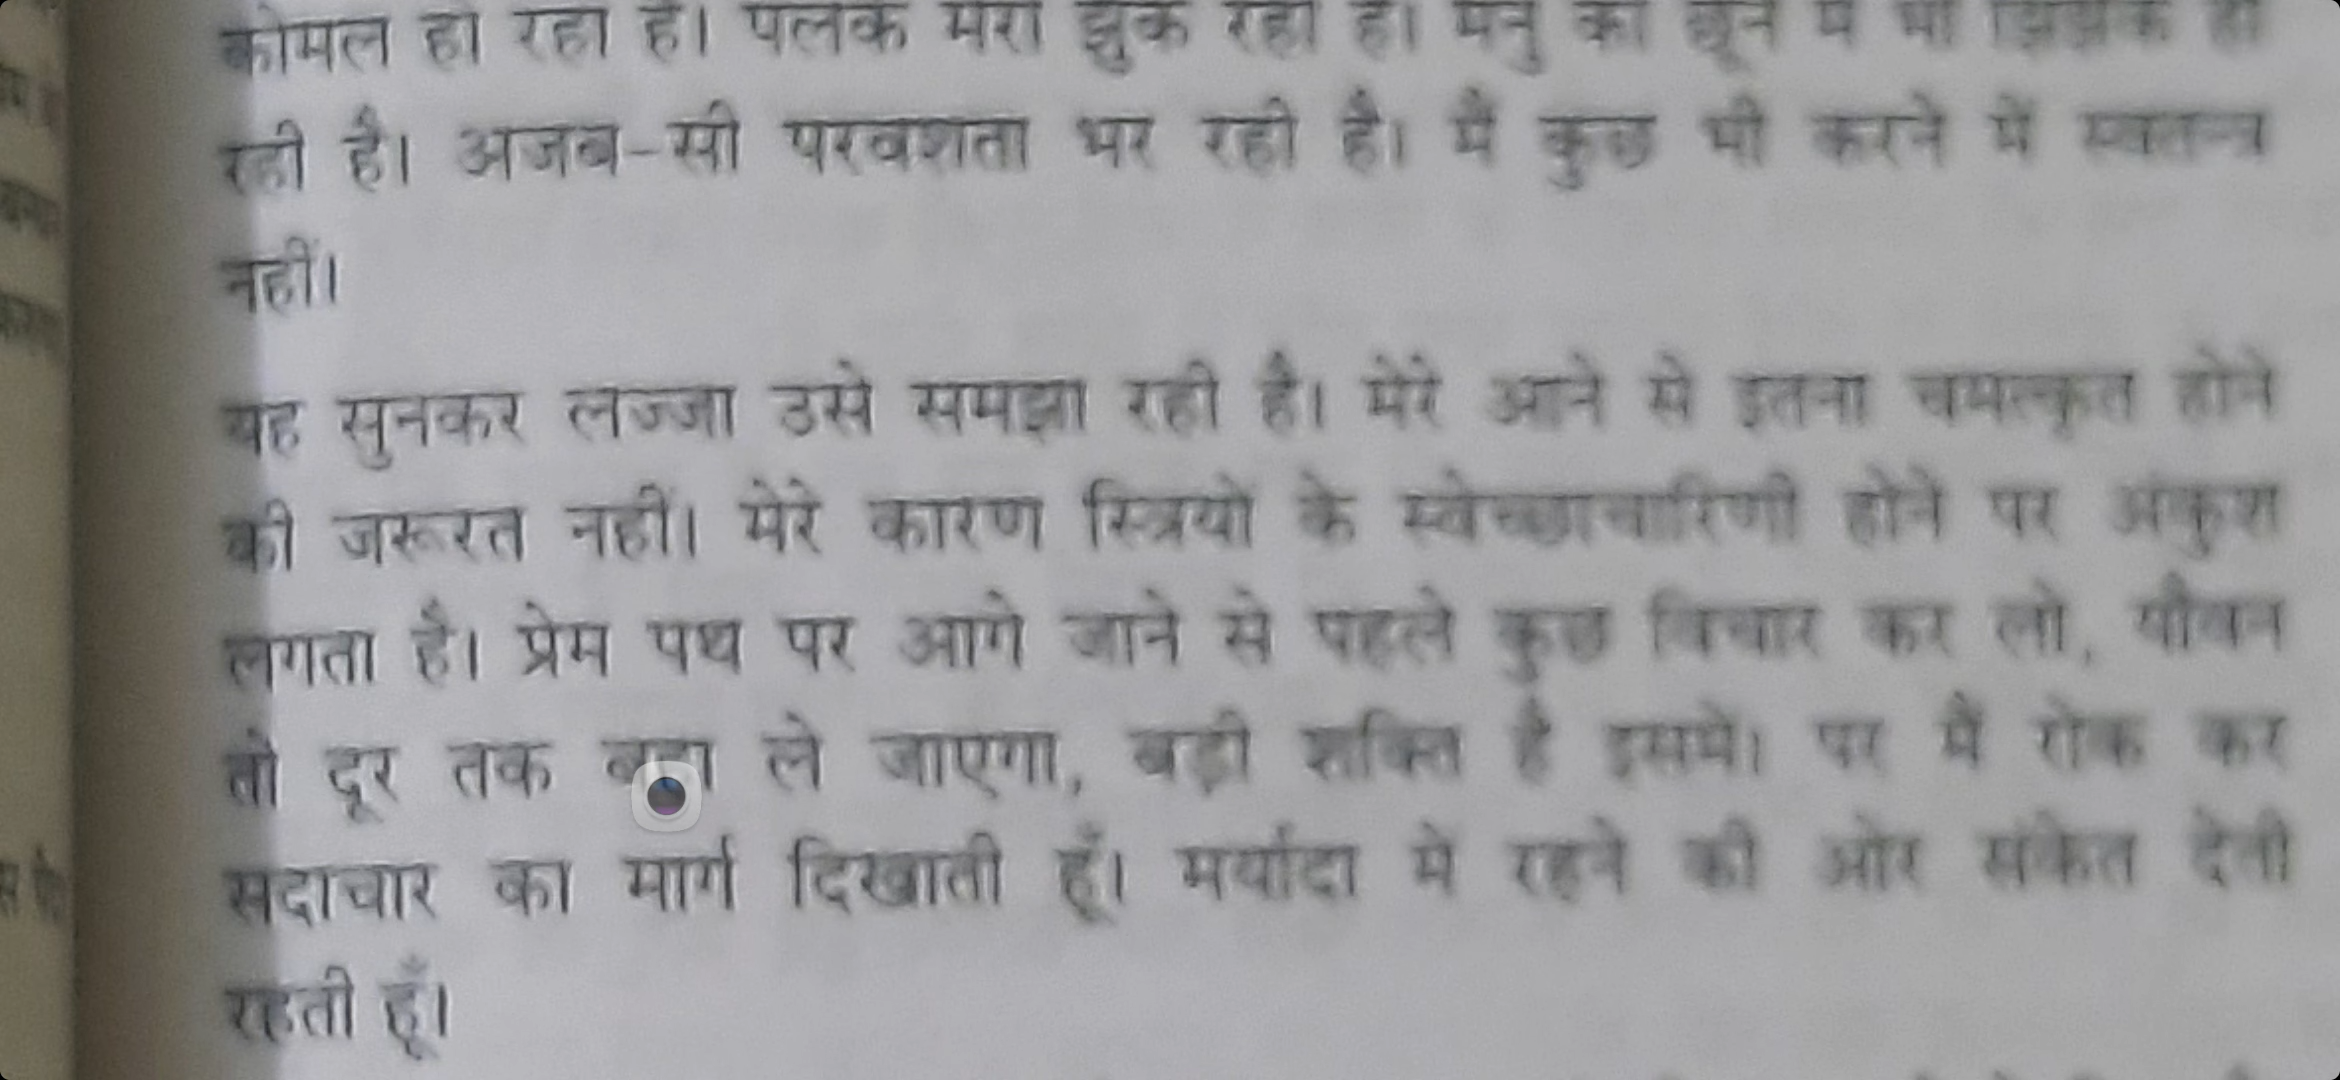 कोमल हो रहा है। पलक मेरी झुक रही है। मनु को छूने में भी झिझक हो
रही है। अजब-सी परवशता भर रही है। मैं कुछ भी करने में स्वतन्त्र
नहीं।
यह सुनकर लज्जा उसे समझा रही है। मेरे आने से इतना चमत्कृत होने
की जरूरत नहीं। मेरे कारण स्त्रियों के स्वेच्छाचारिणी होने पर अंकुश
लगता है। प्रेम पथ पर आगे जाने से पहले कुछ विचार कर लो, यौवन
तो दूर तक बहा ले जाएगा, बड़ी शक्ति है इसमें। पर मैं रोक कर
सदाचार का मार्ग दिखाती हूँ। मर्यादा में रहने की ओर संकेत देती
रहती हूँ।